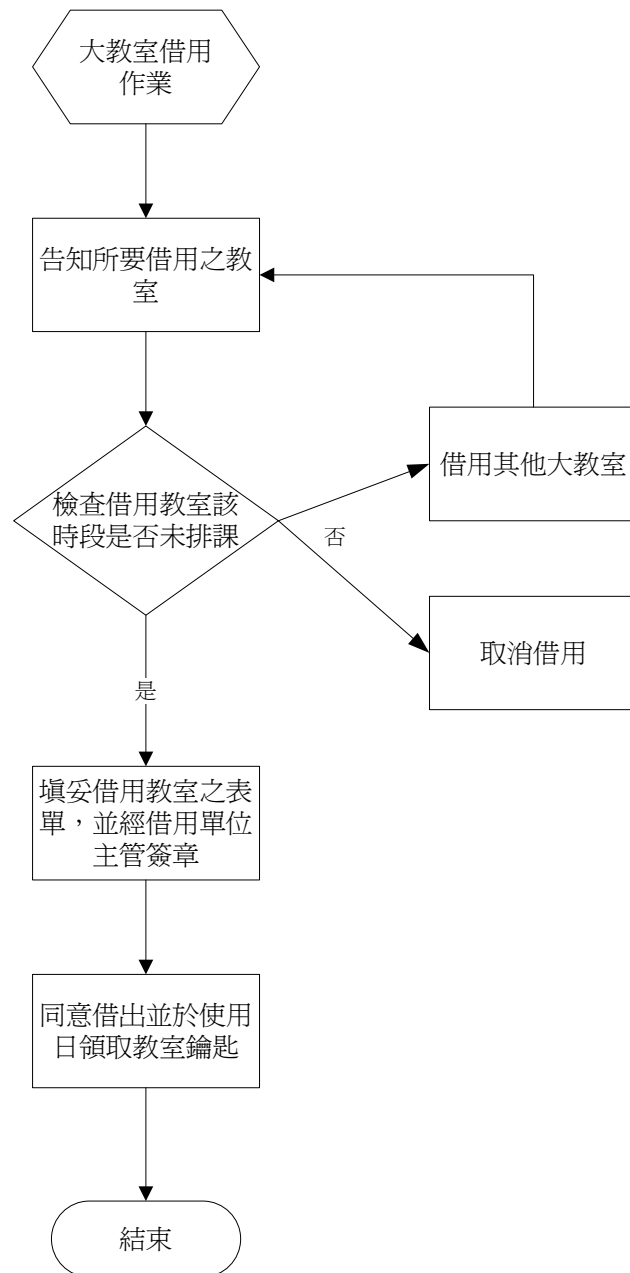 大教室借用
作業
告知所要借用之教
室
借用其他大教室
檢查借用教室該
時段是否未排課
否
取消借用
是
填妥借用教室之表
單，並經借用單位
主管簽章
同意借出並於使用
日領取教室鑰匙
結束